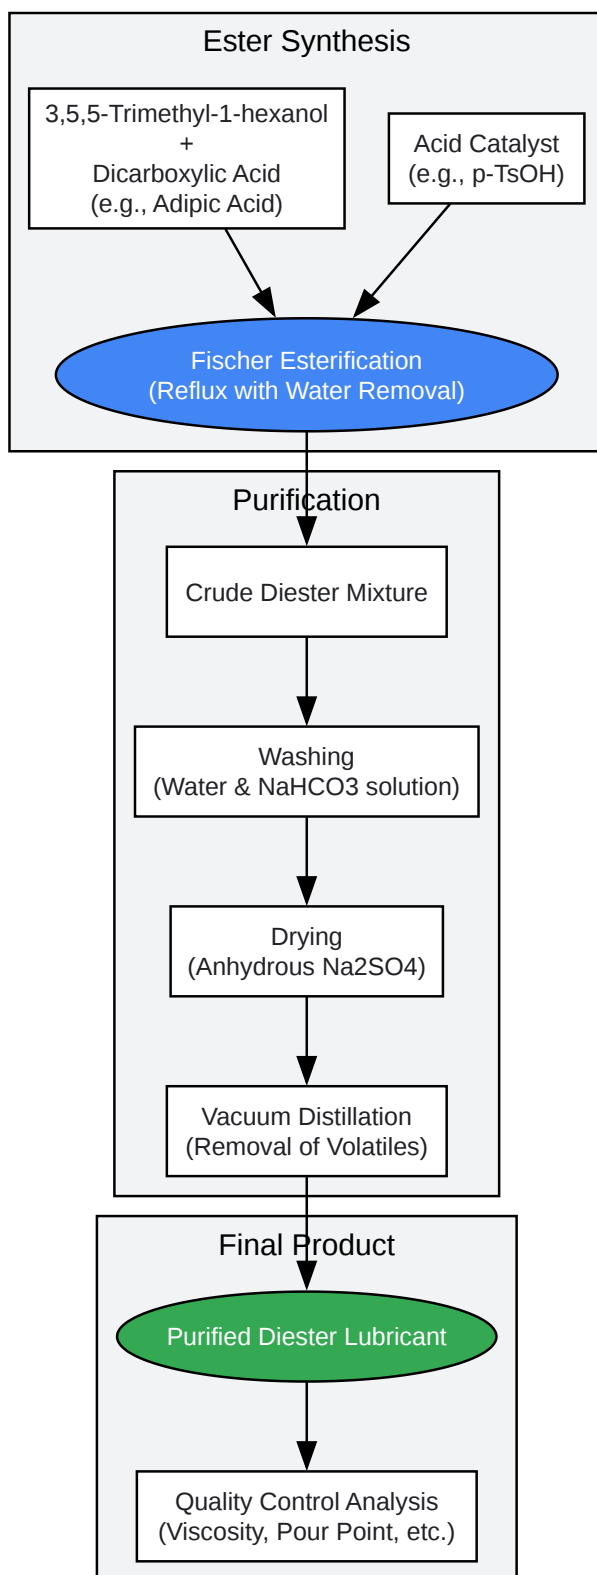 Ester Synthesis
3,5,5-Trimethyl-1-hexanol
+
Dicarboxylic Acid
(e.g., Adipic Acid)
Acid Catalyst
(e.g., p-TsOH)
Fischer Esterification
(Reflux with Water Removal)
Purification
Crude Diester Mixture
Washing
(Water & NaHCO3 solution)
Drying
(Anhydrous Na2SO4)
Vacuum Distillation
(Removal of Volatiles)
Final Product
Purified Diester Lubricant
Quality Control Analysis
(Viscosity, Pour Point, etc.)